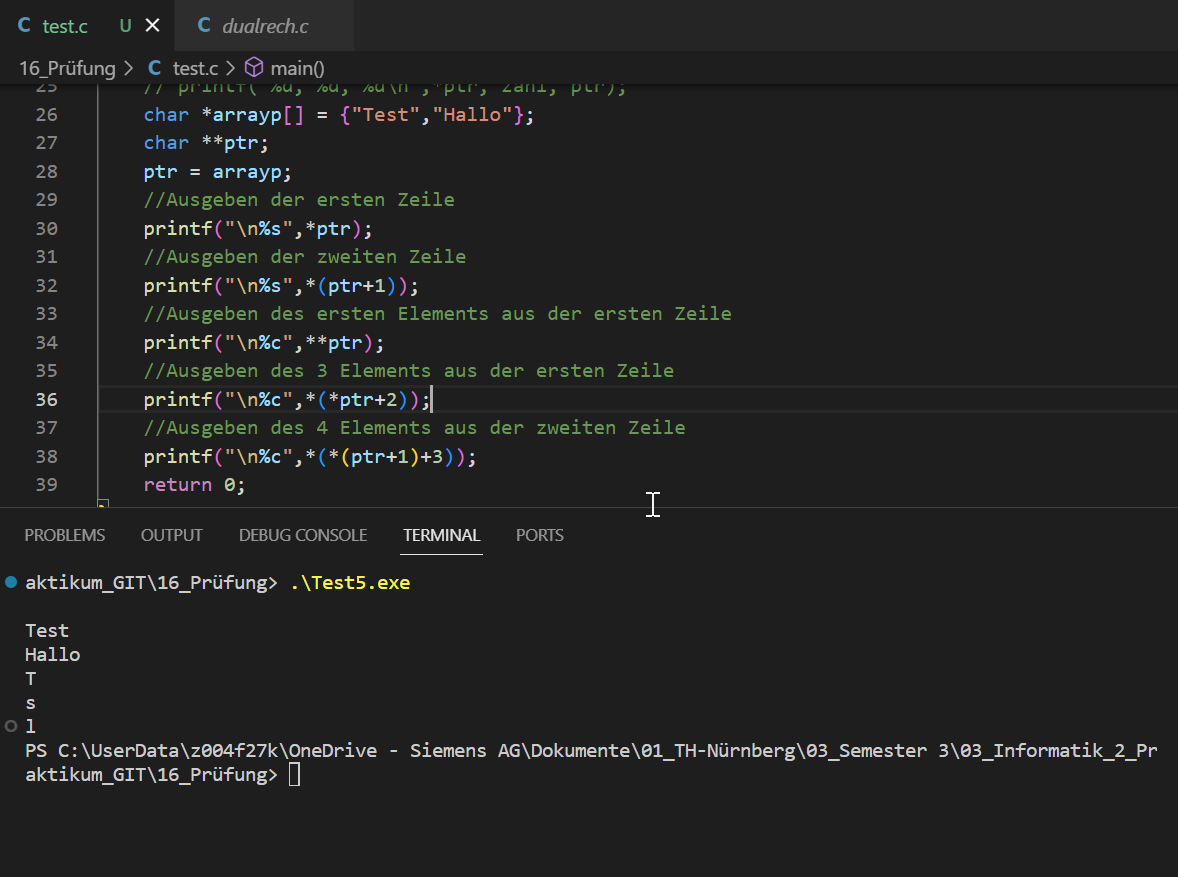 C test.c U ×
C dualrech.c
16_Prüfung > C test.c > main()
25 // printf("%d, %d, %d\n",*ptr, zahl, ptr);
26 char *arrayp[] = {"Test","Hallo"};
27 char **ptr;
28 ptr = arrayp;
29 //Ausgeben der ersten Zeile
30 printf("\n%s",*ptr);
31 //Ausgeben der zweiten Zeile
32 printf("\n%s",*(ptr+1));
33 //Ausgeben des ersten Elements aus der ersten Zeile
34 printf("\n%c",**ptr);
35 //Ausgeben des 3 Elements aus der ersten Zeile
36 printf("\n%c",*(*ptr+2));
37 //Ausgeben des 4 Elements aus der zweiten Zeile
38 printf("\n%c",*(*(ptr+1)+3));
39 return 0;
PROBLEMS OUTPUT DEBUG CONSOLE TERMINAL PORTS
aktikum_GIT\16_Prüfung> .\Test5.exe
Test
Hallo
T
s
l
PS C:\UserData\z004f27k\OneDrive - Siemens AG\Dokumente\01_TH-Nürnberg\03_Semester 3\03_Informatik_2_Pr
aktikum_GIT\16_Prüfung>